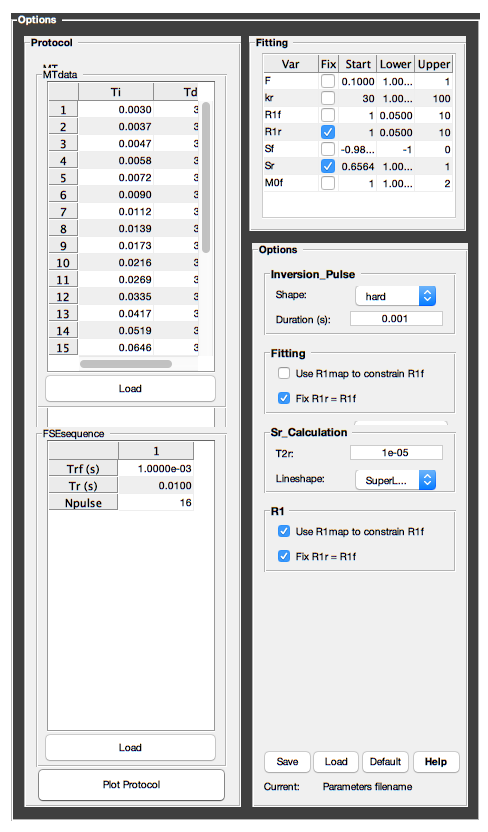 Options
Protocol
MTdata
Ti Td
1 0.0030 3
2 0.0037 3
3 0.0047 3
4 0.0058 3
5 0.0072 3
6 0.0090 3
7 0.0112 3
8 0.0139 3
9 0.0173 3
10 0.0216 3
11 0.0269 3
12 0.0335 3
13 0.0417 3
14 0.0519 3
15 0.0646 3
Load
FSEsequence
1
Trf (s) 1.0000e-03
Tr (s) 0.0100
Npulse 16
Load
Plot Protocol
Fitting
Var Fix Start Lower Upper
F 0.1000 1.00... 1
kr 30 1.00... 100
R1f 1 0.0500 10
R1r 1 0.0500 10
Sf -0.98... -1 0
Sr 0.6564 1.00... 1
M0f 1 1.00... 2
Options
Inversion_Pulse
Shape: hard
Duration (s): 0.001
Fitting
Use R1map to constrain R1f
Fix R1r = R1f
Sr_Calculation
T2r: 1e-05
Lineshape: SuperL...
R1
Use R1map to constrain R1f
Fix R1r = R1f
Save Load Default Help
Current: Parameters filename